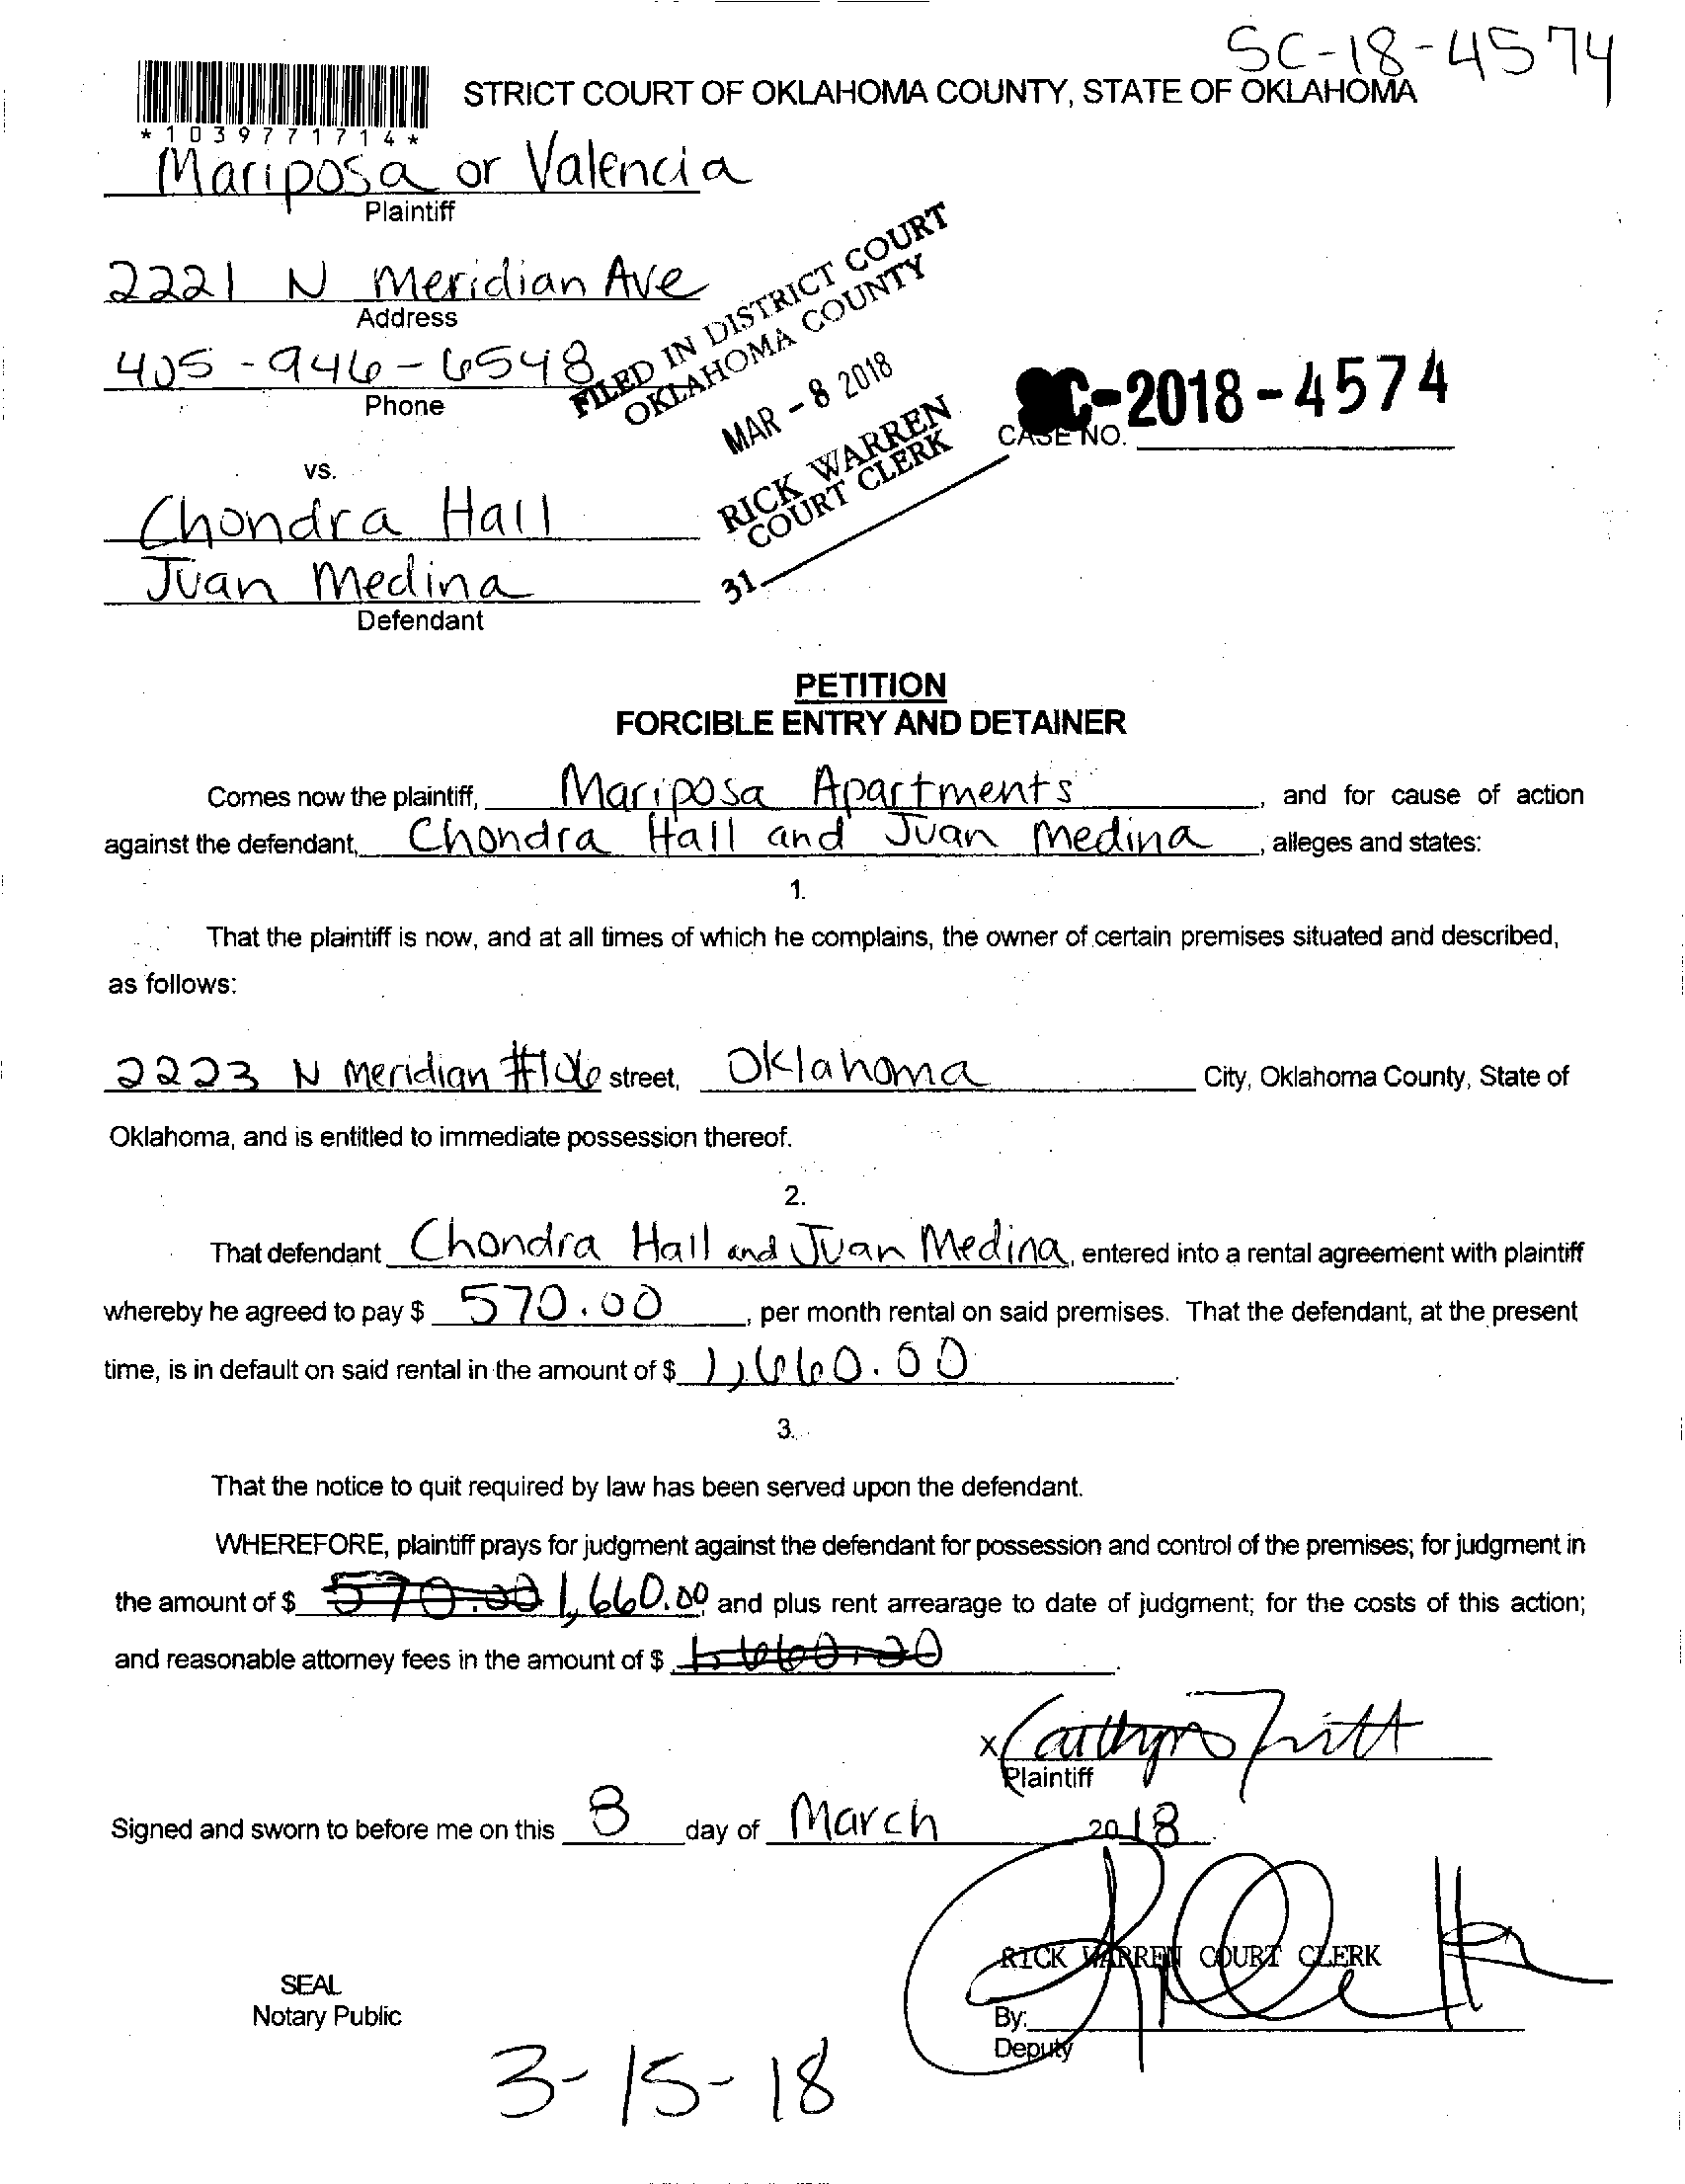 SC-18-4574
STRICT COURT OF OKLAHOMA COUNTY, STATE OF OKLAHOMA
*1039771714*
Mariposa or Valencia
Plaintiff
2221 N Meridian Ave
Address
405-946-6548
Phone
FILED IN DISTRICT COURT
OKLAHOMA COUNTY
MAR - 8 2018
RICK WARREN
COURT CLERK
31
SC-2018-4574
CASE NO.
vs.
Chondra Hall
Juan Medina
Defendant
PETITION
FORCIBLE ENTRY AND DETAINER
Comes now the plaintiff, Mariposa Apartments, and for cause of action
against the defendant, Chondra Hall and Juan Medina, alleges and states:
1.
That the plaintiff is now, and at all times of which he complains, the owner of certain premises situated and described,
as follows:
2223 N Meridian street, Oklahoma City, Oklahoma County, State of
Oklahoma, and is entitled to immediate possession thereof.
2.
That defendant Chondra Hall and Juan Medina, entered into a rental agreement with plaintiff
whereby he agreed to pay $ 570.00, per month rental on said premises. That the defendant, at the present
time, is in default on said rental in the amount of $ 1,660.00
3.
That the notice to quit required by law has been served upon the defendant.
WHEREFORE, plaintiff prays for judgment against the defendant for possession and control of the premises; for judgment in
the amount of $ 570.00 1,660.00, and plus rent arrearage to date of judgment; for the costs of this action;
and reasonable attorney fees in the amount of $ 1,660.00.
x
Plaintiff
Signed and sworn to before me on this 8 day of March 2018.
RICK WARREN COURT CLERK
SEAL
Notary Public
By:
Deputy
3-15-18